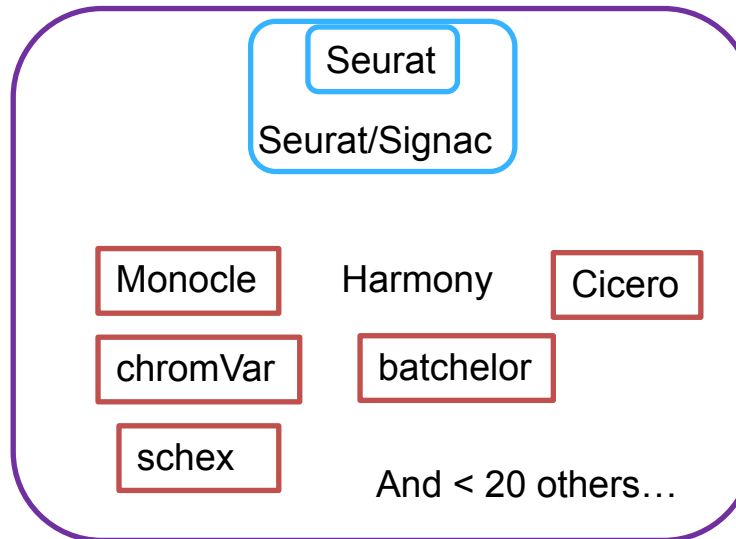 Seurat
Seurat/Signac
Monocle
Harmony
Cicero
chromVar
batchelor
schex
And < 20 others…